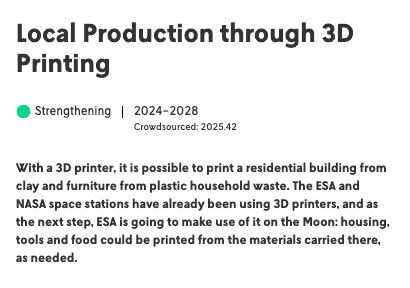 Local Production through 3D
Printing
Strengthening | 2024–2028
Crowdsourced: 2025.42
With a 3D printer, it is possible to print a residential building from
clay and furniture from plastic household waste. The ESA and
NASA space stations have already been using 3D printers, and as
the next step, ESA is going to make use of it on the Moon: housing,
tools and food could be printed from the materials carried there,
as needed.